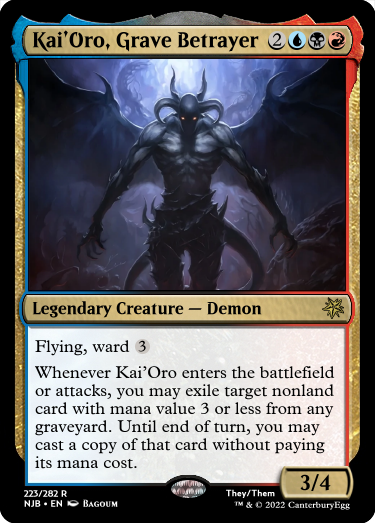 Kai'Oro, Grave Betrayer 2
Legendary Creature — Demon
Flying, ward 3
Whenever Kai'Oro enters the battlefield
or attacks, you may exile target nonland
card with mana value 3 or less from any
graveyard. Until end of turn, you may
cast a copy of that card without paying
its mana cost.
3/4
223/282 R
NJB • EN Bagoum
They/Them
™ & © 2022 CanterburyEgg